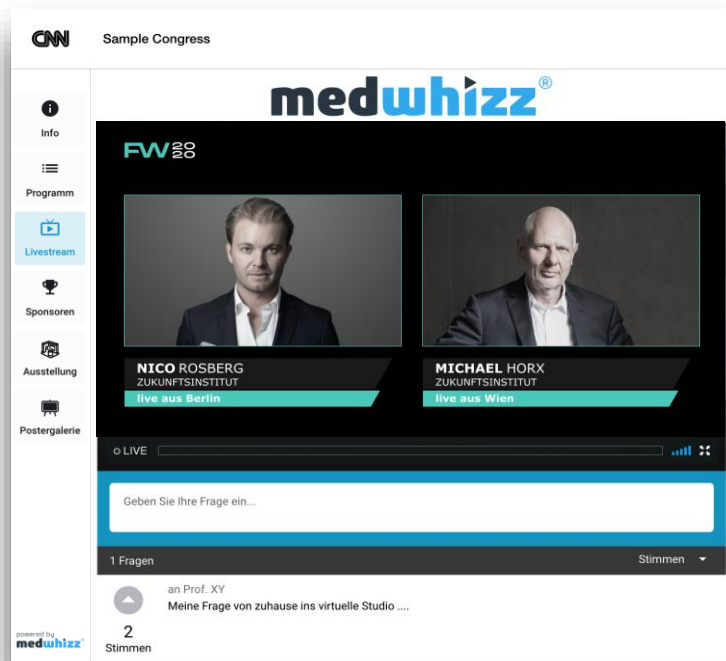 CNN
Sample Congress
medwhizz®
Info
Programm
Livestream
Sponsoren
Ausstellung
Postergalerie
powered by
medwhizz®
FW20
20
NICO ROSBERG
ZUKUNFTSINSTITUT
live aus Berlin
MICHAEL HORX
ZUKUNFTSINSTITUT
live aus Wien
LIVE
Geben Sie Ihre Frage ein...
1 Fragen
Stimmen
an Prof. XY
Meine Frage von zuhause ins virtuelle Studio ....
2
Stimmen